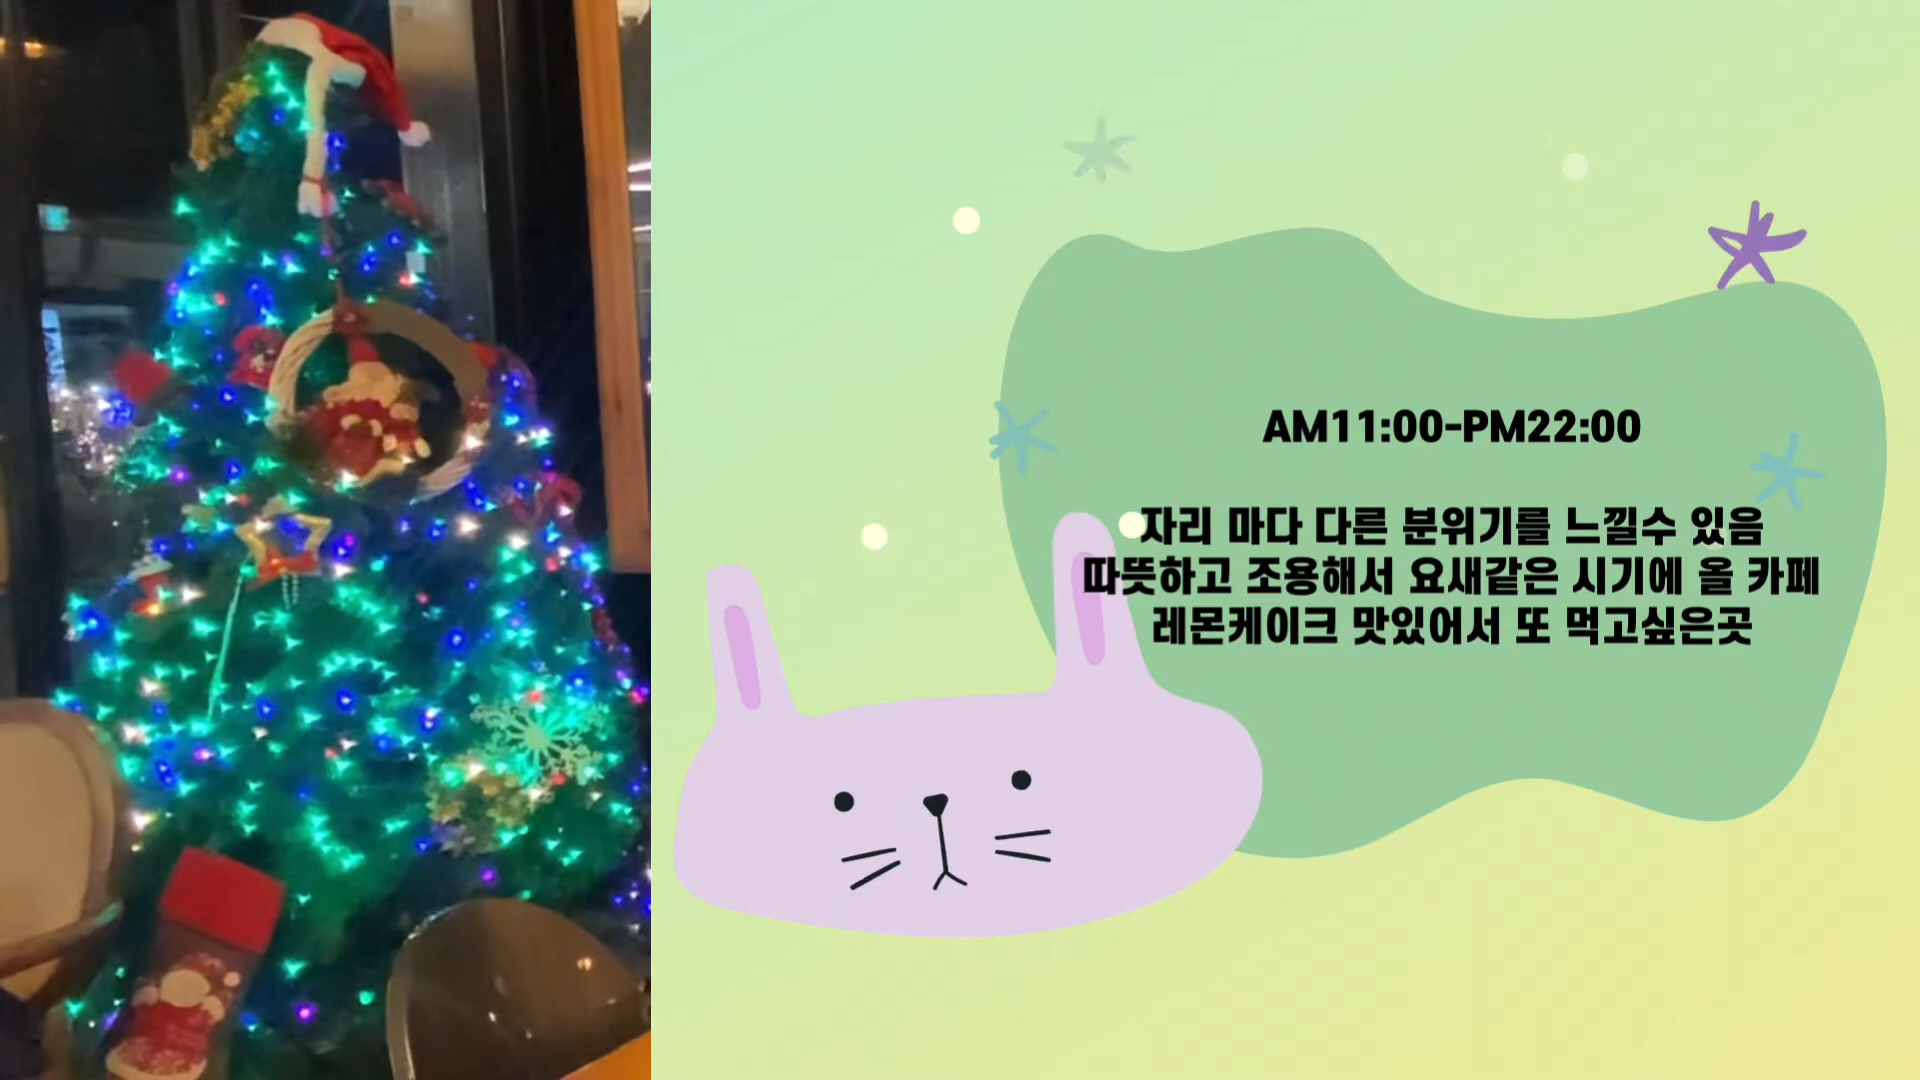 AM11:00-PM22:00
자리 마다 다른 분위기를 느낄수 있음
따뜻하고 조용해서 요새같은 시기에 올 카페
레몬케이크 맛있어서 또 먹고싶은곳